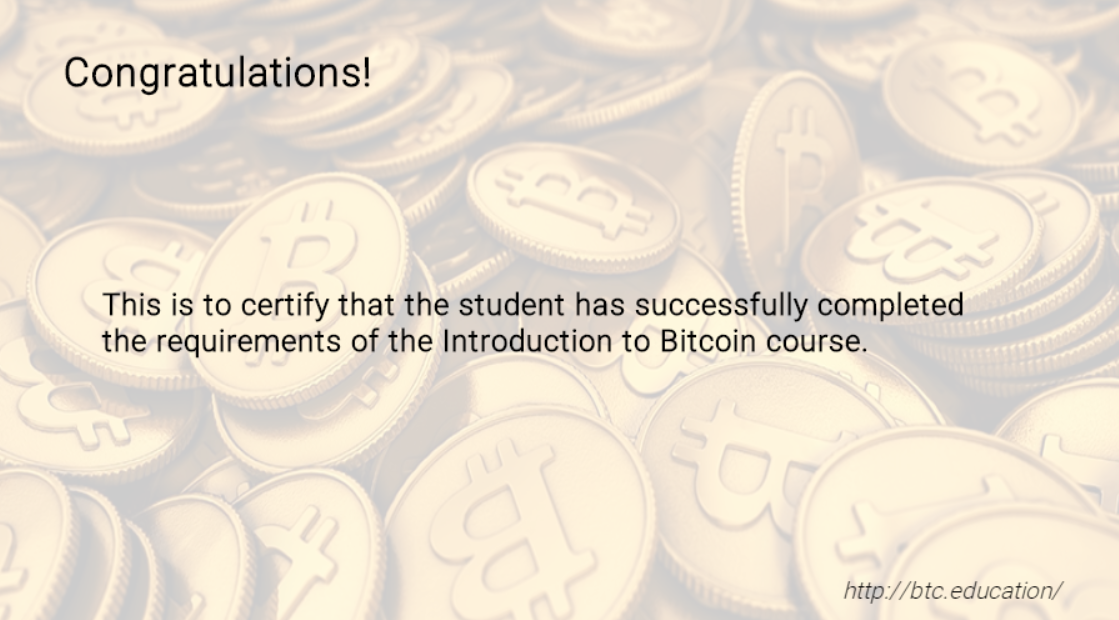 Congratulations!
This is to certify that the student has successfully completed
the requirements of the Introduction to Bitcoin course.
http://btc.education/